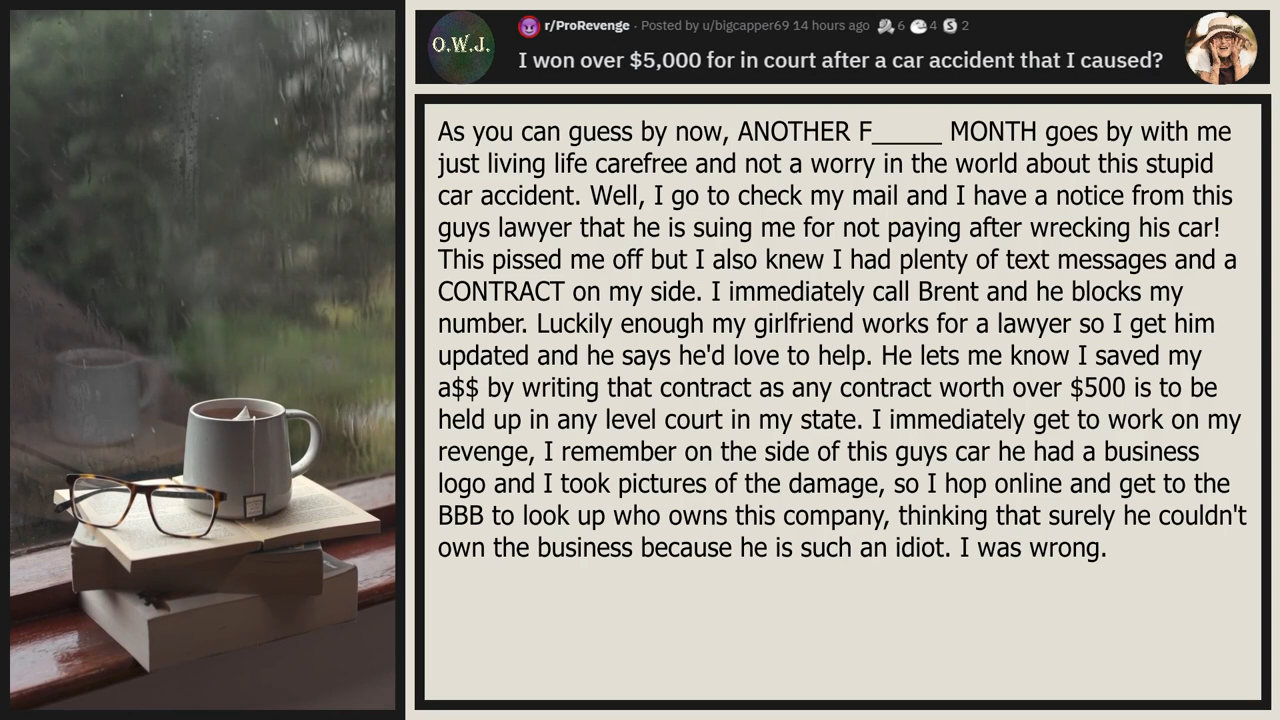 O.W.J.
r/ProRevenge · Posted by u/bigcapper69 14 hours ago 6 4 2
I won over $5,000 for in court after a car accident that I caused?
As you can guess by now, ANOTHER F_____ MONTH goes by with me
just living life carefree and not a worry in the world about this stupid
car accident. Well, I go to check my mail and I have a notice from this
guys lawyer that he is suing me for not paying after wrecking his car!
This pissed me off but I also knew I had plenty of text messages and a
CONTRACT on my side. I immediately call Brent and he blocks my
number. Luckily enough my girlfriend works for a lawyer so I get him
updated and he says he'd love to help. He lets me know I saved my
a$$ by writing that contract as any contract worth over $500 is to be
held up in any level court in my state. I immediately get to work on my
revenge, I remember on the side of this guys car he had a business
logo and I took pictures of the damage, so I hop online and get to the
BBB to look up who owns this company, thinking that surely he couldn't
own the business because he is such an idiot. I was wrong.